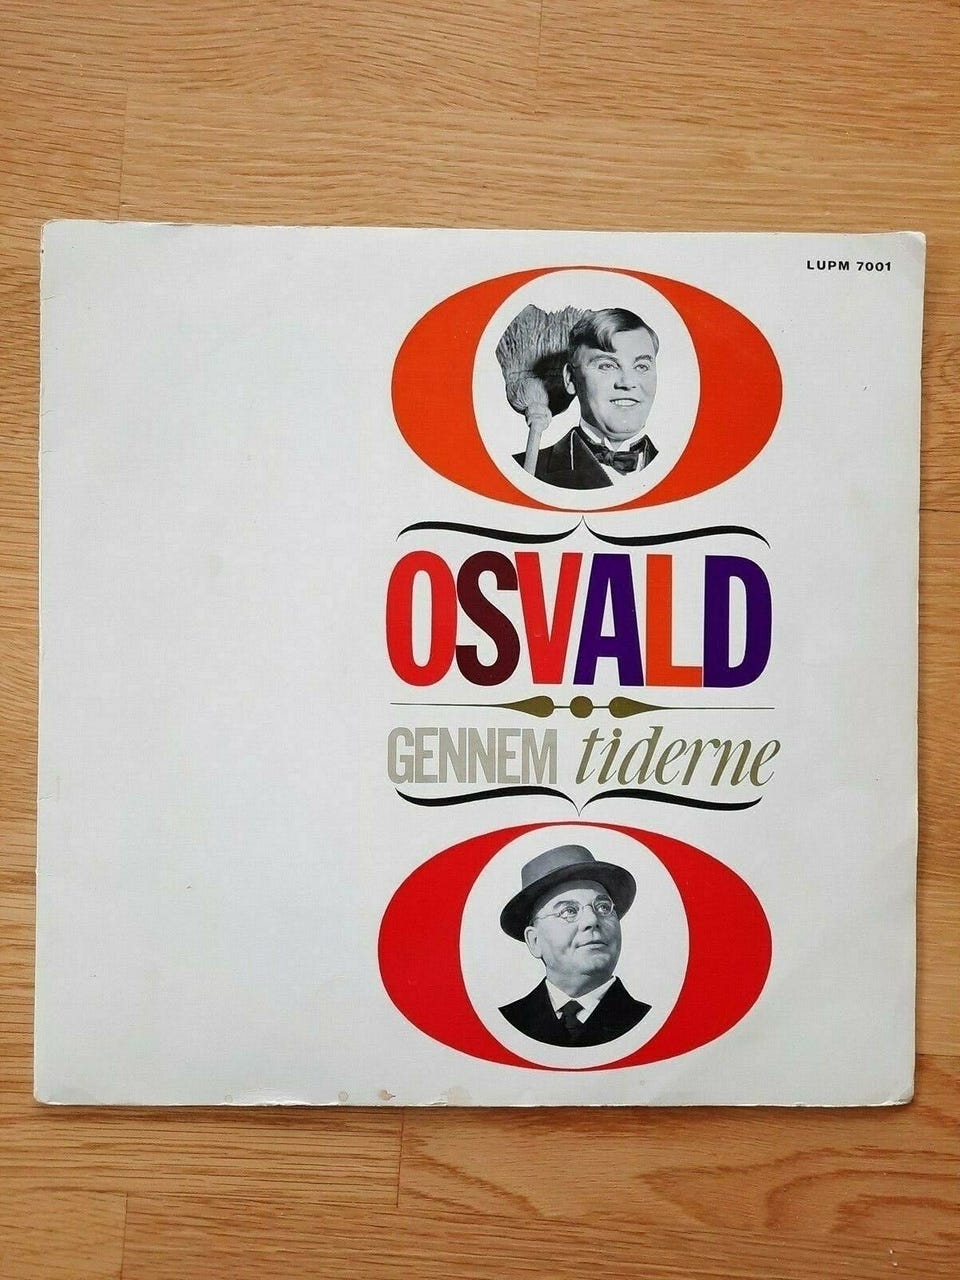 LUPM 7001
OSVALD
GENNEM tiderne